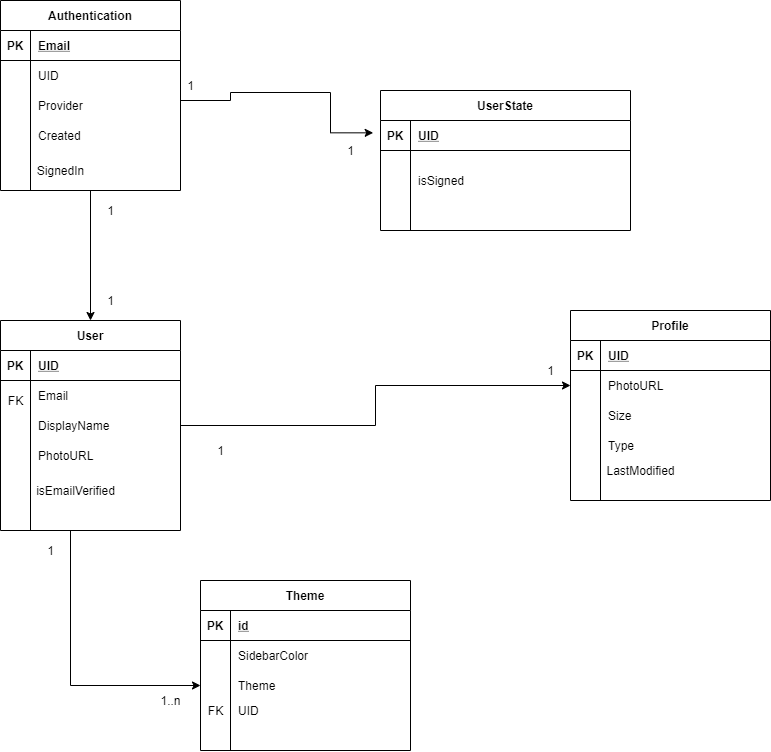 Authentication
PK Email
UID
Provider
Created
SignedIn
1
1
UserState
PK UID
isSigned
1
1
User
PK UID
FK Email
DisplayName
PhotoURL
isEmailVerified
1
1
Profile
PK UID
PhotoURL
Size
Type
LastModified
1
1..n
Theme
PK id
SidebarColor
Theme
FK UID